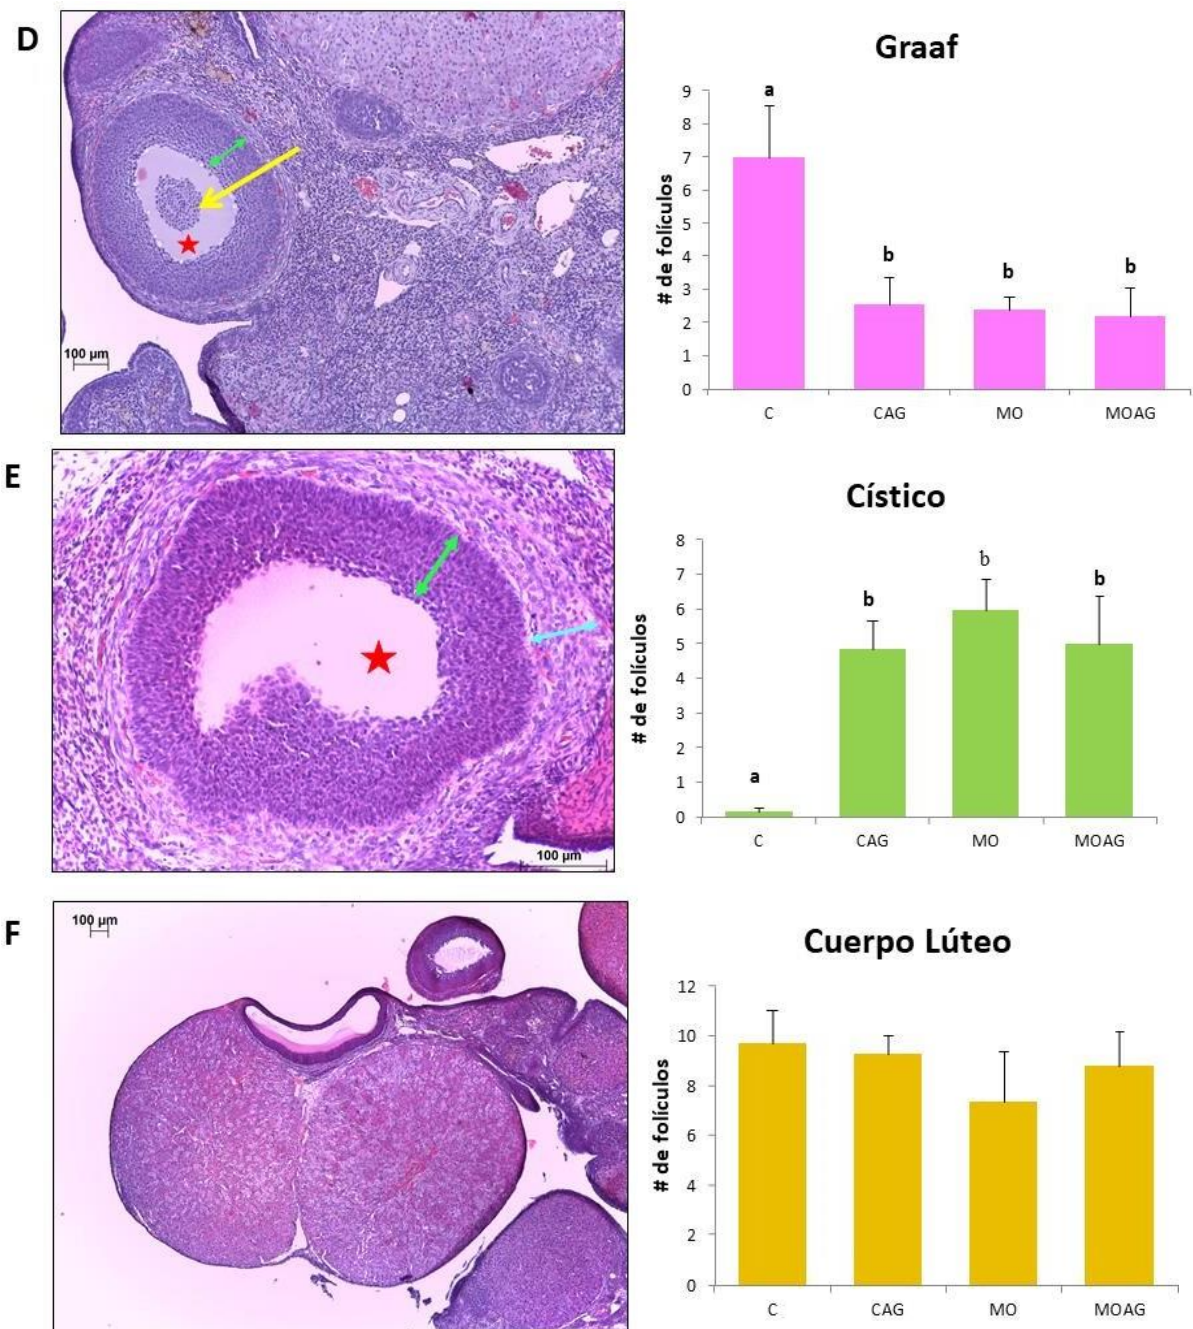 D
100 µm
Graaf
# de folículos
9
8
7
6
5
4
3
2
1
0
a
b
b
b
C CAG MO MOAG
E
100 µm
Cístico
# de folículos
8
7
6
5
4
3
2
1
0
a
b
b
b
C CAG MO MOAG
F
100 µm
Cuerpo Lúteo
# de folículos
12
10
8
6
4
2
0
C CAG MO MOAG